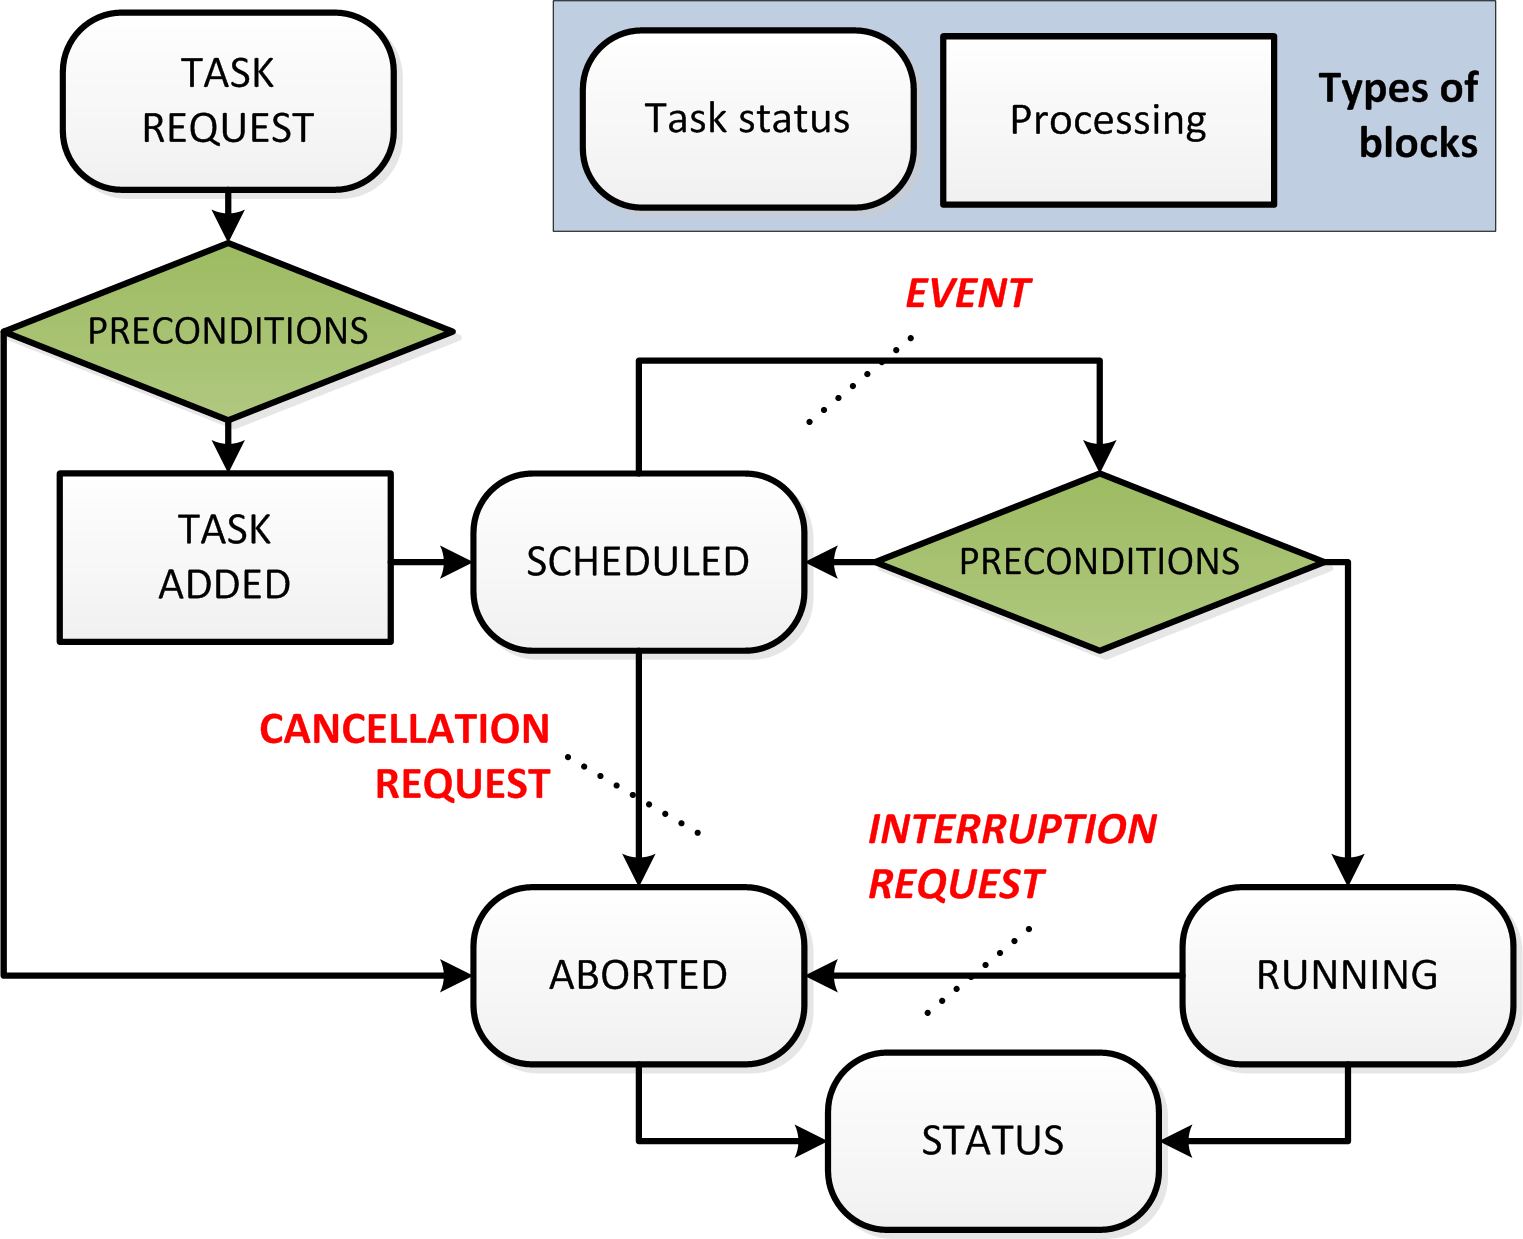 TASK
REQUEST
Task status
Processing
Types of
blocks
EVENT
PRECONDITIONS
TASK
ADDED
SCHEDULED
PRECONDITIONS
CANCELLATION
REQUEST
INTERRUPTION
REQUEST
ABORTED
RUNNING
STATUS